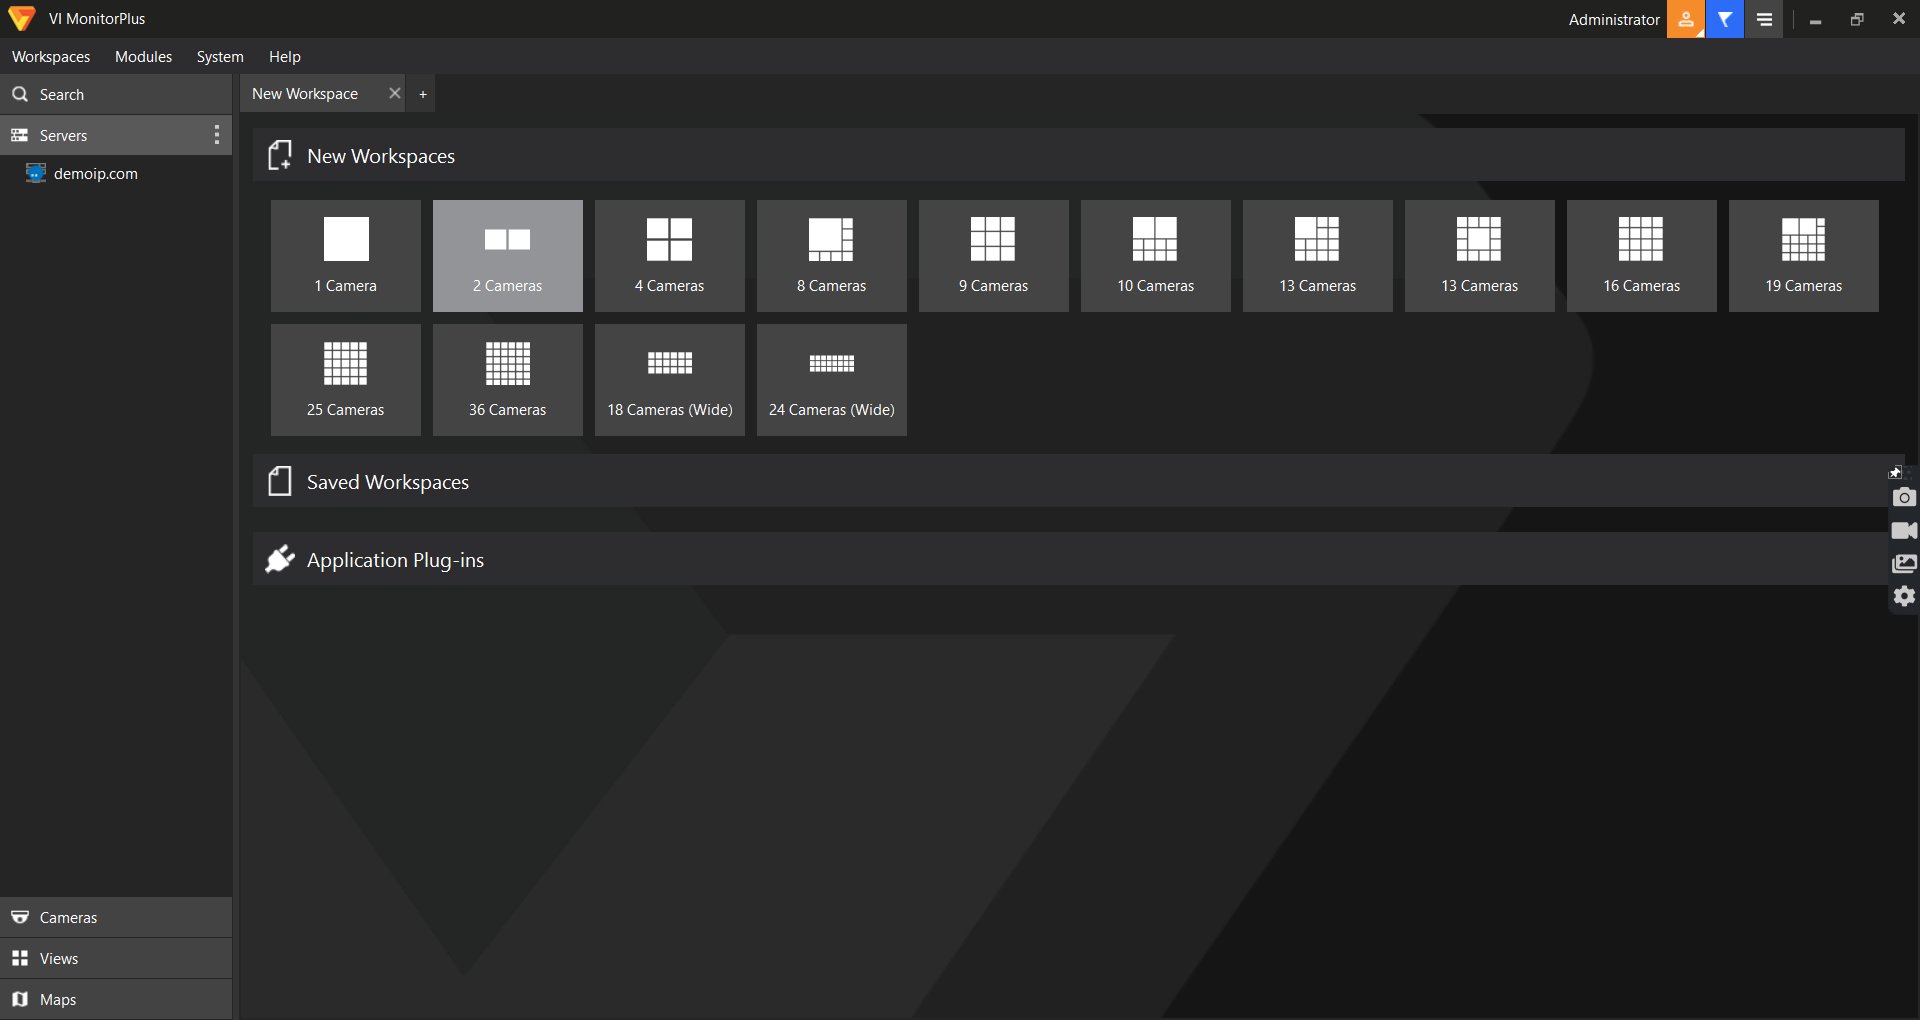 VI MonitorPlus
Administrator
Workspaces Modules System Help
Search
New Workspace
Servers
demoip.com
New Workspaces
1 Camera
2 Cameras
4 Cameras
8 Cameras
9 Cameras
10 Cameras
13 Cameras
13 Cameras
16 Cameras
19 Cameras
25 Cameras
36 Cameras
18 Cameras (Wide)
24 Cameras (Wide)
Saved Workspaces
Application Plug-ins
Cameras
Views
Maps